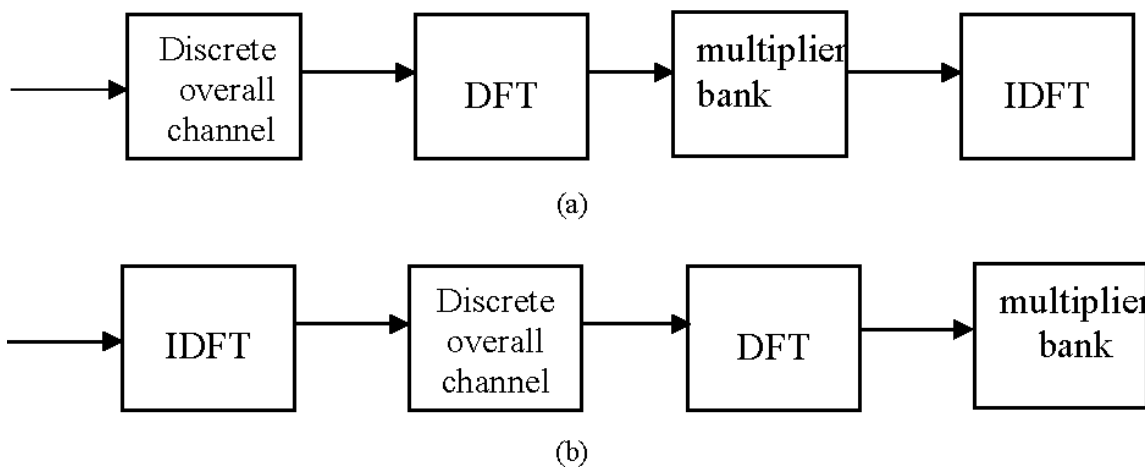 Discrete
overall
channel
DFT
multiplier
bank
IDFT
(a)
IDFT
Discrete
overall
channel
DFT
multiplier
bank
(b)